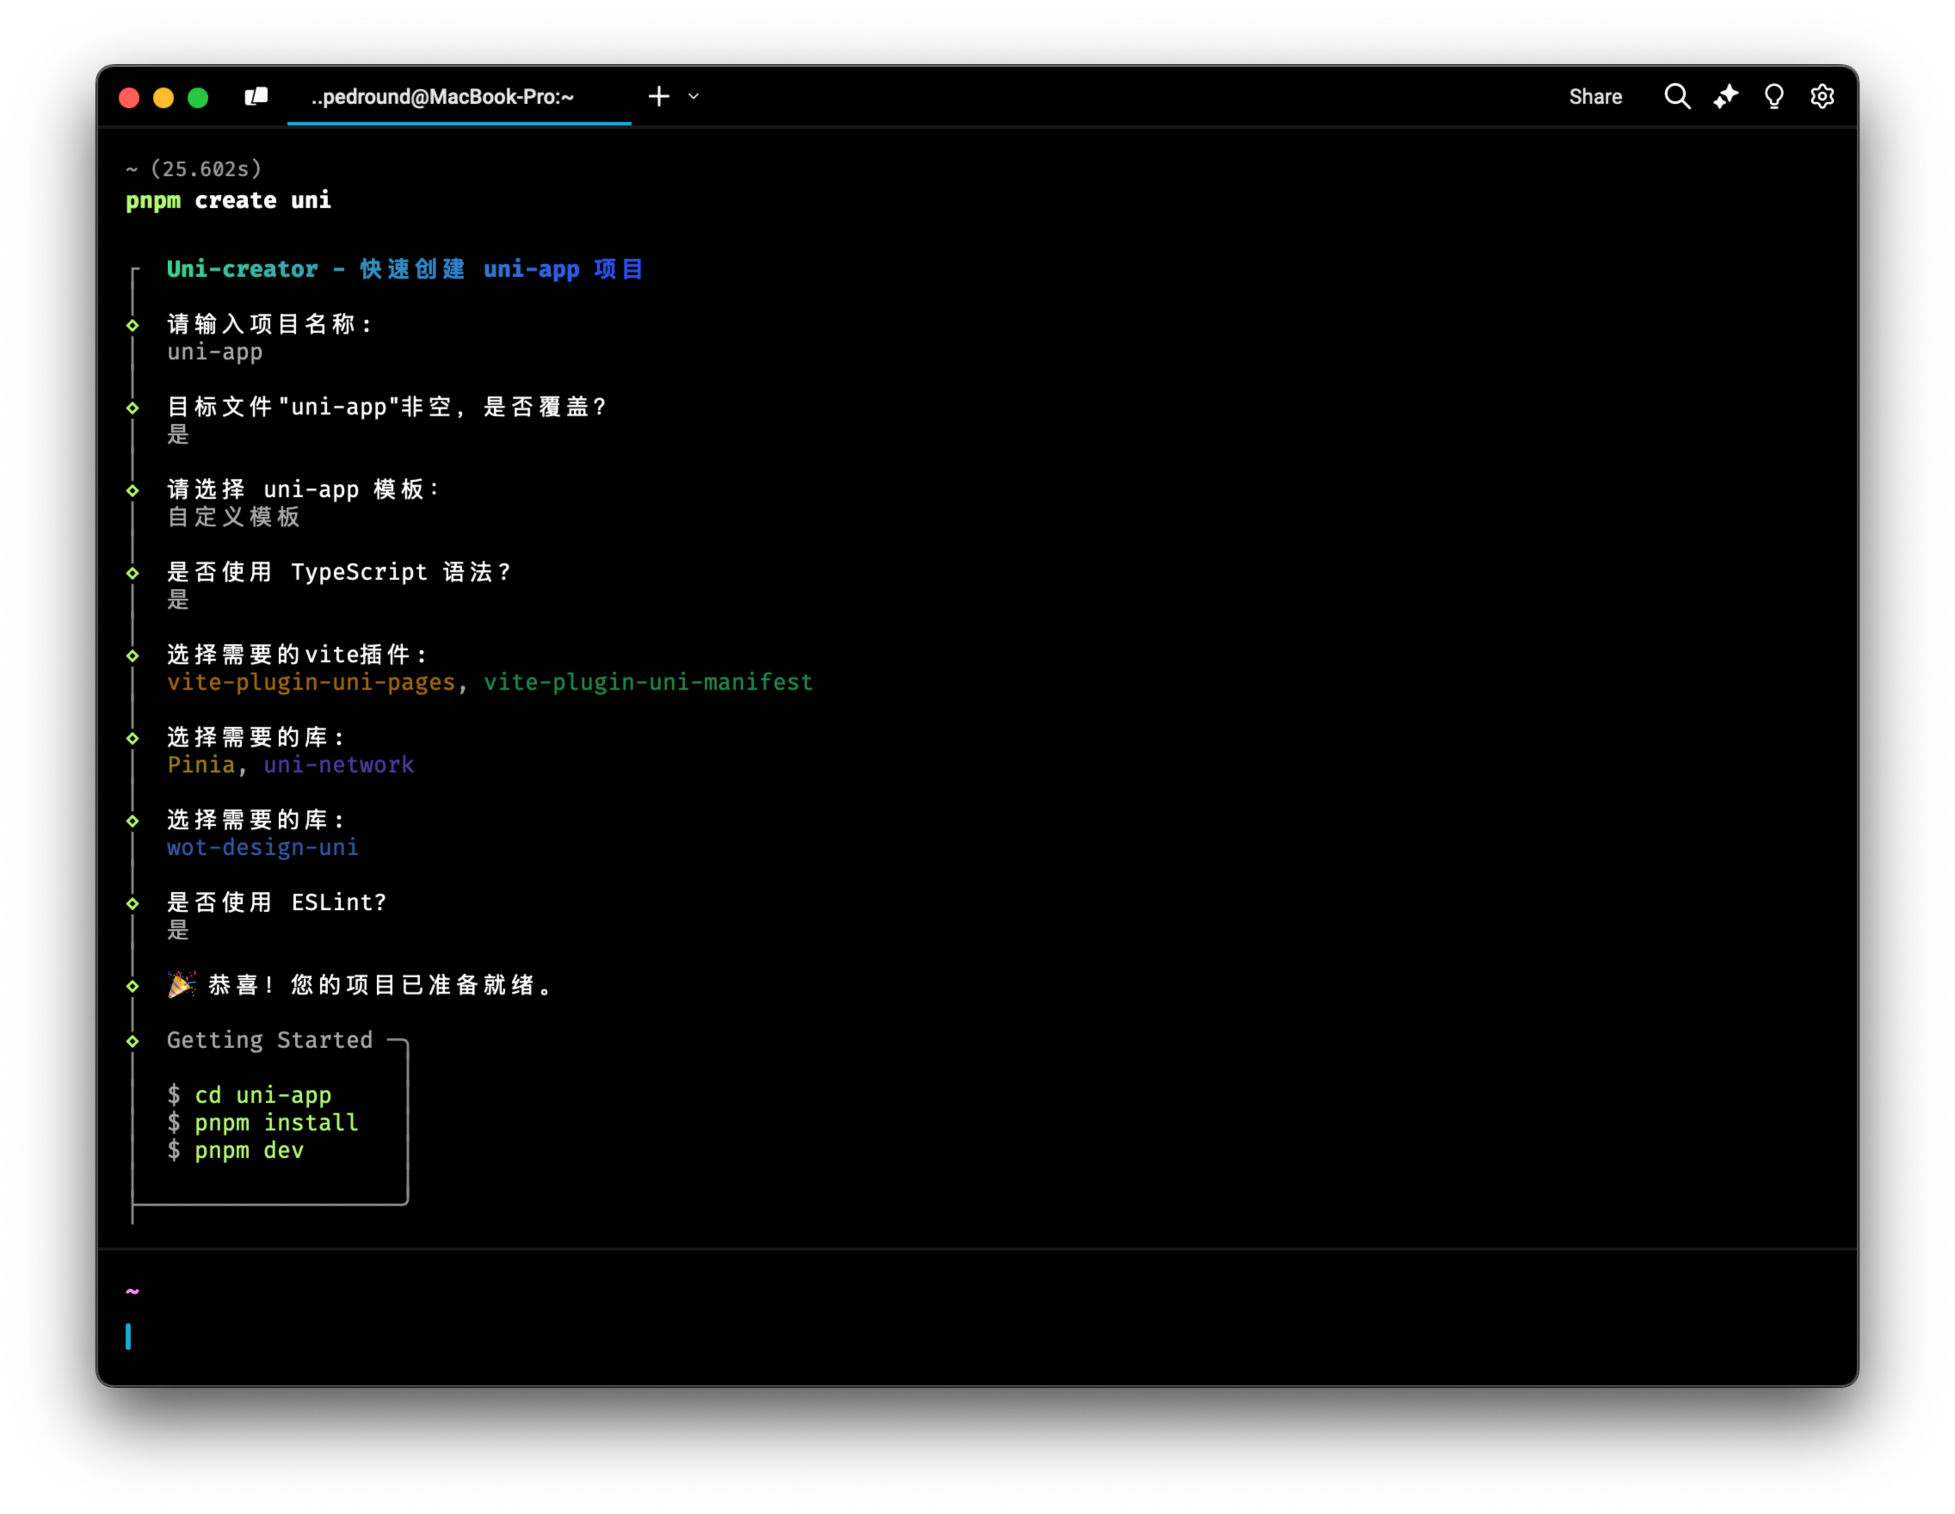 ..pedround@MacBook-Pro:~
Share
~ (25.602s)
pnpm create uni
Uni-creator - 快速创建 uni-app 项目
请输入项目名称：
uni-app
目标文件"uni-app"非空，是否覆盖？
是
请选择 uni-app 模板：
自定义模板
是否使用 TypeScript 语法？
是
选择需要的vite插件：
vite-plugin-uni-pages, vite-plugin-uni-manifest
选择需要的库：
Pinia, uni-network
选择需要的库：
wot-design-uni
是否使用 ESLint?
是
🎉 恭喜！您的项目已准备就绪。
Getting Started
$ cd uni-app
$ pnpm install
$ pnpm dev
~